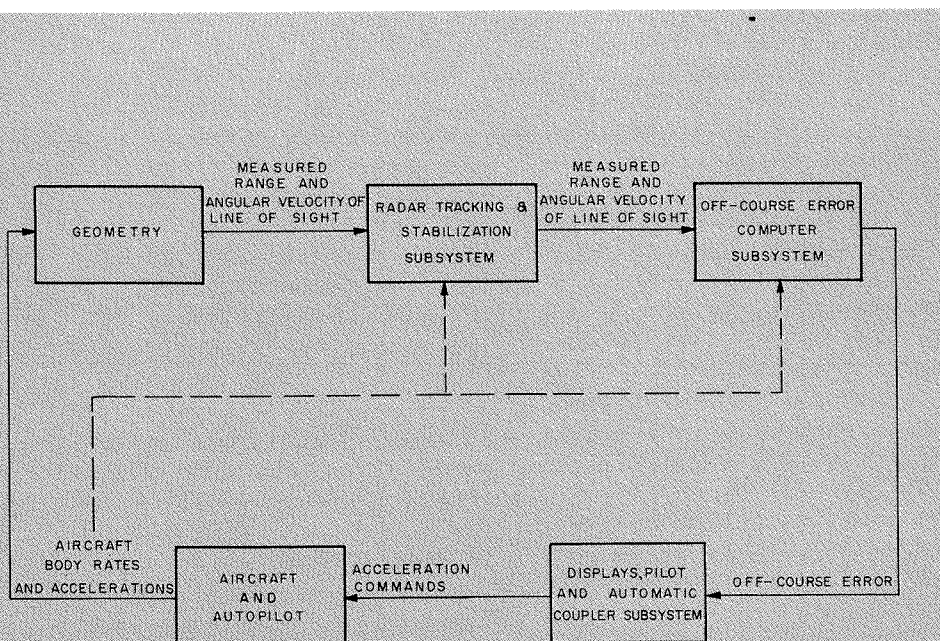 MEASURED
RANGE AND
ANGULAR VELOCITY OF
LINE OF SIGHT
MEASURED
RANGE AND
ANGULAR VELOCITY
OF LINE OF SIGHT
GEOMETRY
RADAR TRACKING &
STABILIZATION
SUBSYSTEM
OFF-COURSE ERROR
COMPUTER
SUBSYSTEM
AIRCRAFT
BODY RATES
AND ACCELERATIONS
AIRCRAFT
AND
AUTOPILOT
ACCELERATION
COMMANDS
DISPLAYS, PILOT
AND AUTOMATIC
COUPLER SUBSYSTEM
OFF-COURSE ERROR